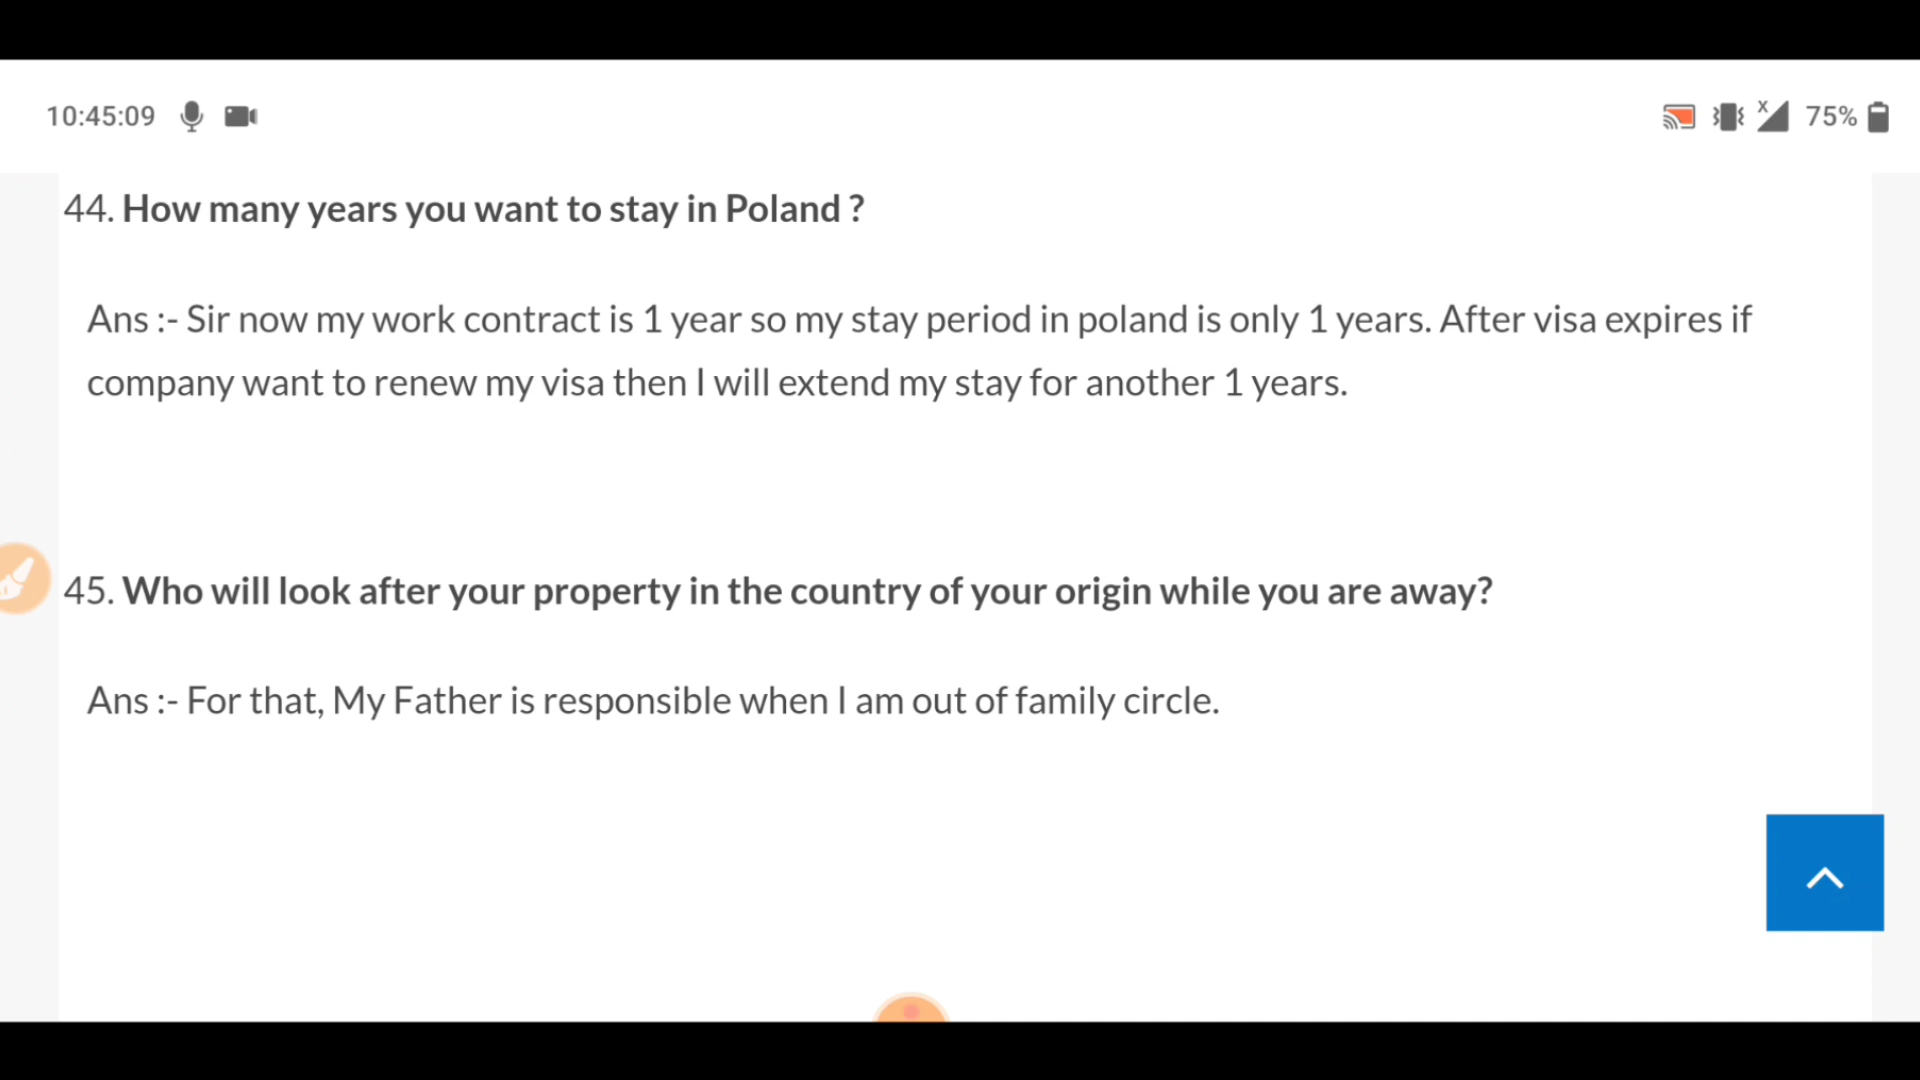 10:45:09
x 75%
44. How many years you want to stay in Poland ?
Ans :- Sir now my work contract is 1 year so my stay period in poland is only 1 years. After visa expires if
company want to renew my visa then I will extend my stay for another 1 years.
45. Who will look after your property in the country of your origin while you are away?
Ans :- For that, My Father is responsible when I am out of family circle.